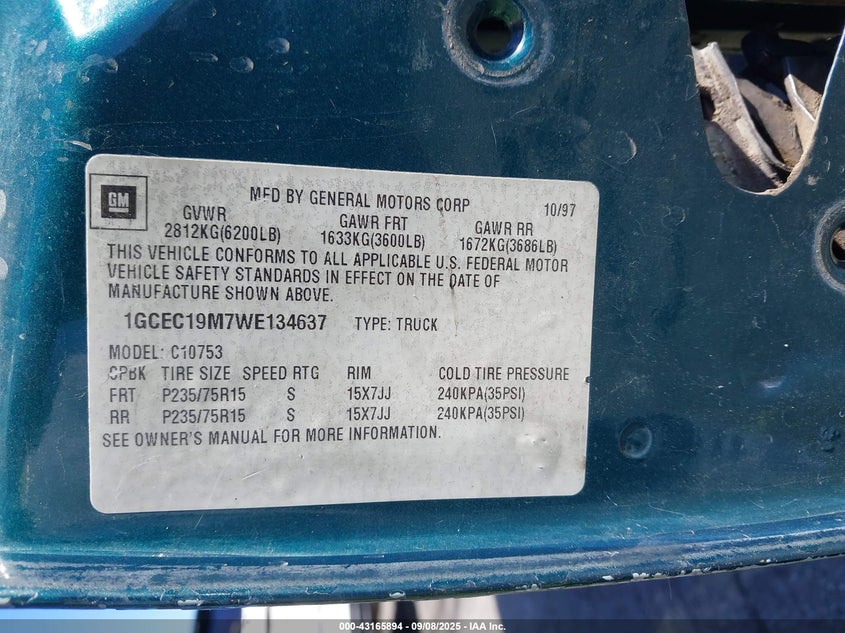 GM
MFD BY GENERAL MOTORS CORP 10/97
GVWR GAWR FRT GAWR RR
2812KG(6200LB) 1633KG(3600LB) 1672KG(3686LB)
THIS VEHICLE CONFORMS TO ALL APPLICABLE U.S. FEDERAL MOTOR
VEHICLE SAFETY STANDARDS IN EFFECT ON THE DATE OF
MANUFACTURE SHOWN ABOVE.
1GCEC19M7WE134637 TYPE: TRUCK
MODEL: C10753
CPBK TIRE SIZE SPEED RTG RIM COLD TIRE PRESSURE
FRT P235/75R15 S 15X7JJ 240KPA(35PSI)
RR P235/75R15 S 15X7JJ 240KPA(35PSI)
SEE OWNER'S MANUAL FOR MORE INFORMATION.
000-43165894 - 09/08/2025 - IAA Inc.